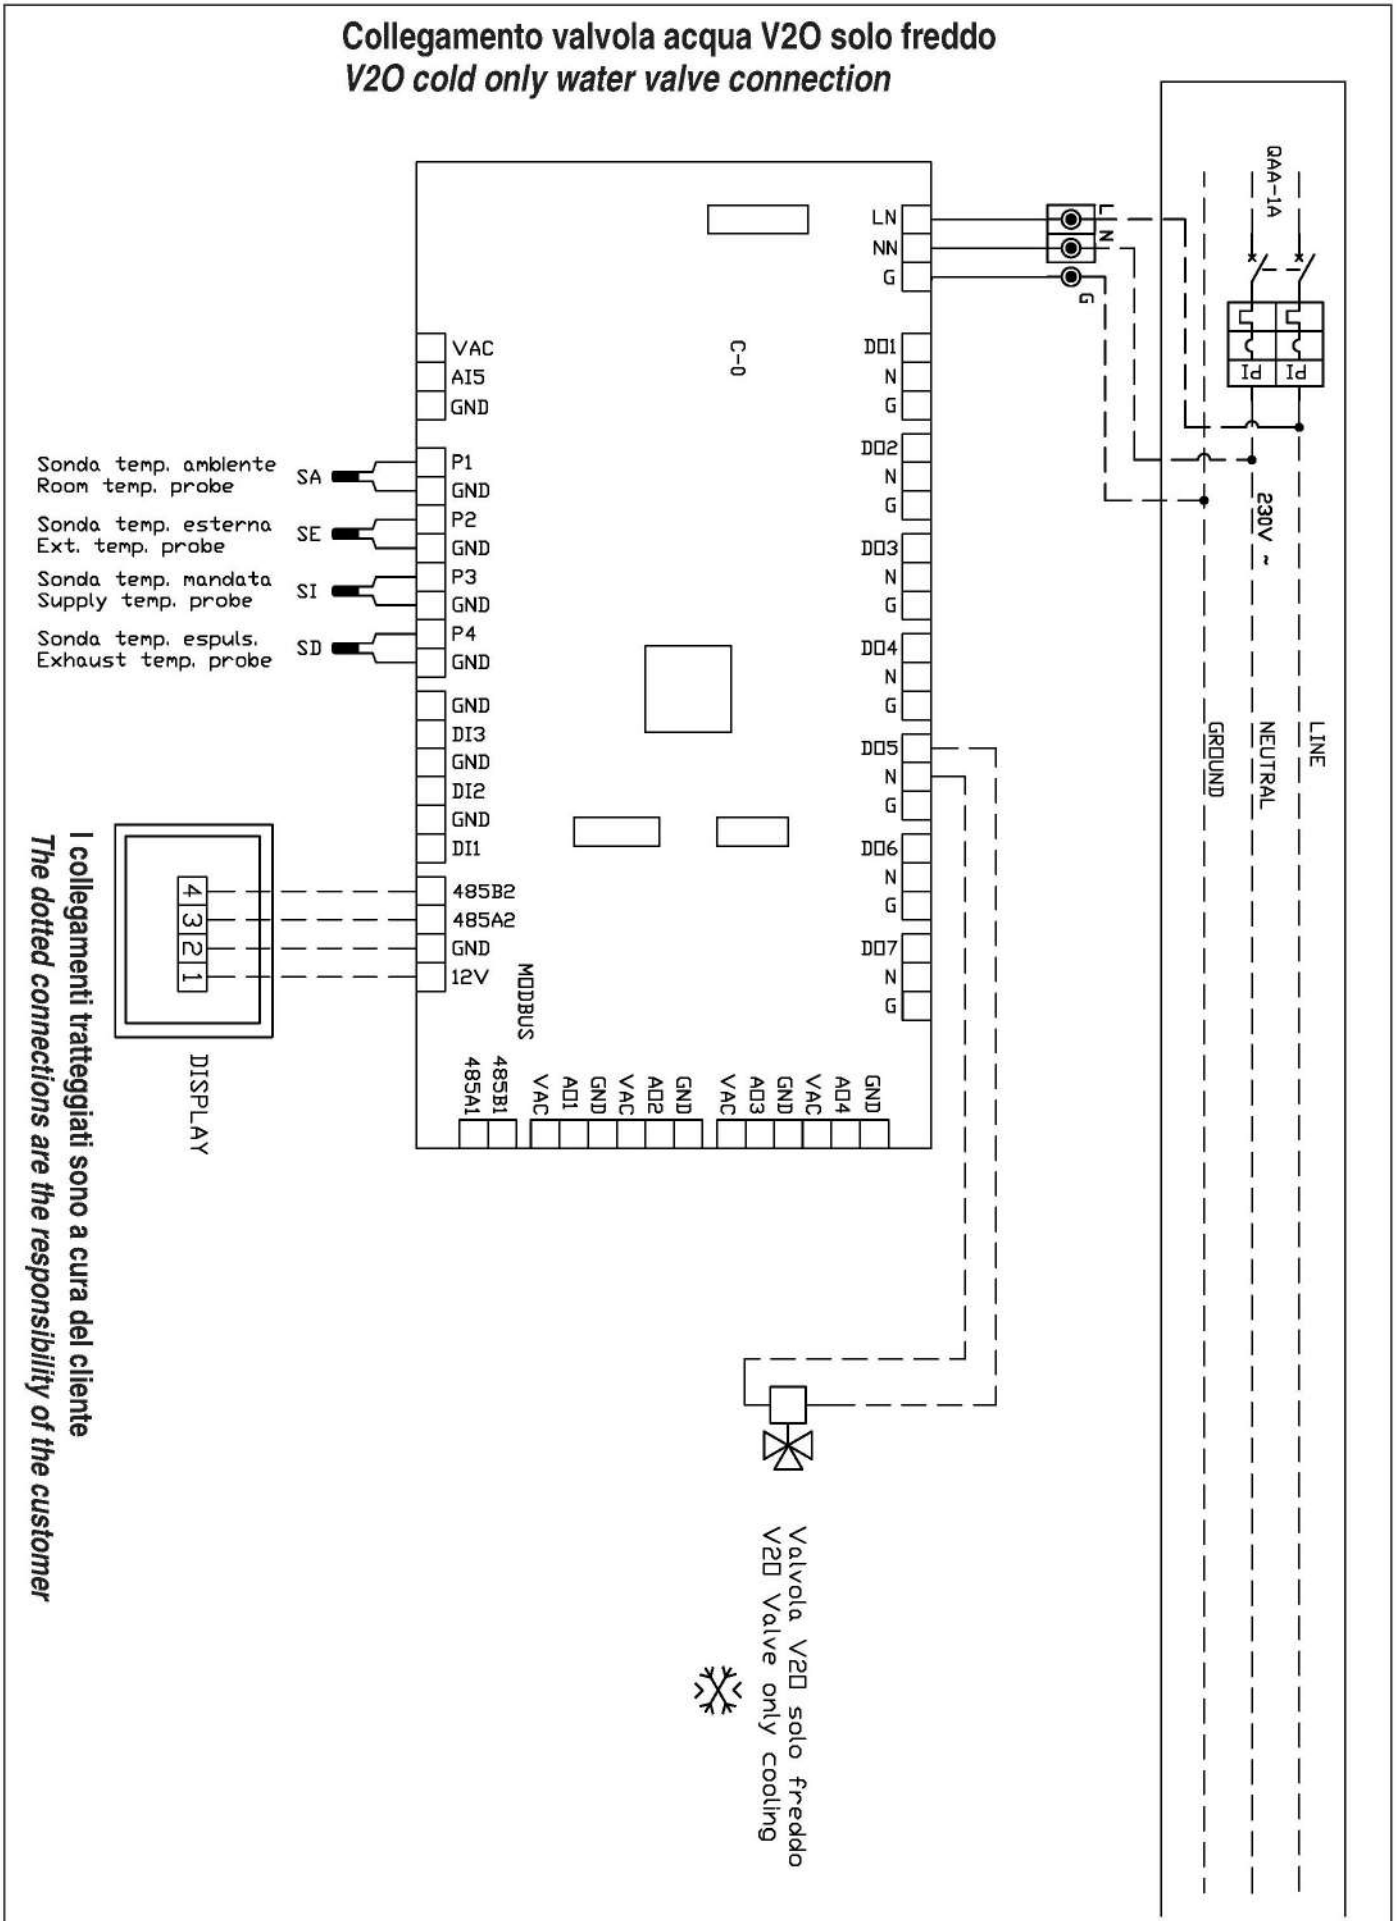 Collegamento valvola acqua V2O solo freddo
V2O cold only water valve connection
QAA-1A
LN
NN
G
L
N
G
PI
PI
230V ~
LINE
NEUTRAL
GROUND
C-0
VAC
AI5
GND
P1
GND
P2
GND
P3
GND
P4
GND
GND
DI3
GND
DI2
GND
DI1
485B2
485A2
GND
12V
MODBUS
DO1
N
G
DO2
N
G
DO3
N
G
DO4
N
G
DO5
N
G
DO6
N
G
DO7
N
G
485A1
485B1
VAC
AO1
GND
VAC
AO2
GND
VAC
AO3
GND
VAC
AO4
GND
Sonda temp. ambiente
Room temp. probe
SA
Sonda temp. esterna
Ext. temp. probe
SE
Sonda temp. mandata
Supply temp. probe
SI
Sonda temp. espuls.
Exhaust temp. probe
SD
4
3
2
1
DISPLAY
Valvola V2O solo freddo
V2O Valve only cooling
I collegamenti tratteggiati sono a cura del cliente
The dotted connections are the responsibility of the customer